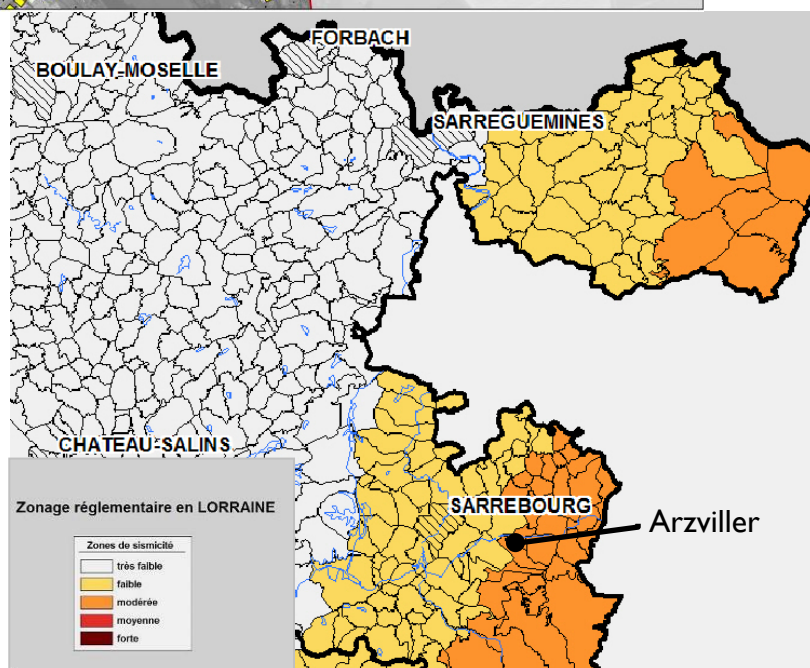 FORBACH
BOULAY-MOSELLE
SARREGUEMINES
CHATEAU-SALINS
SARREBOURG
Arzviller
Zonage réglementaire en LORRAINE
Zones de sismicité
très faible
faible
modérée
moyenne
forte